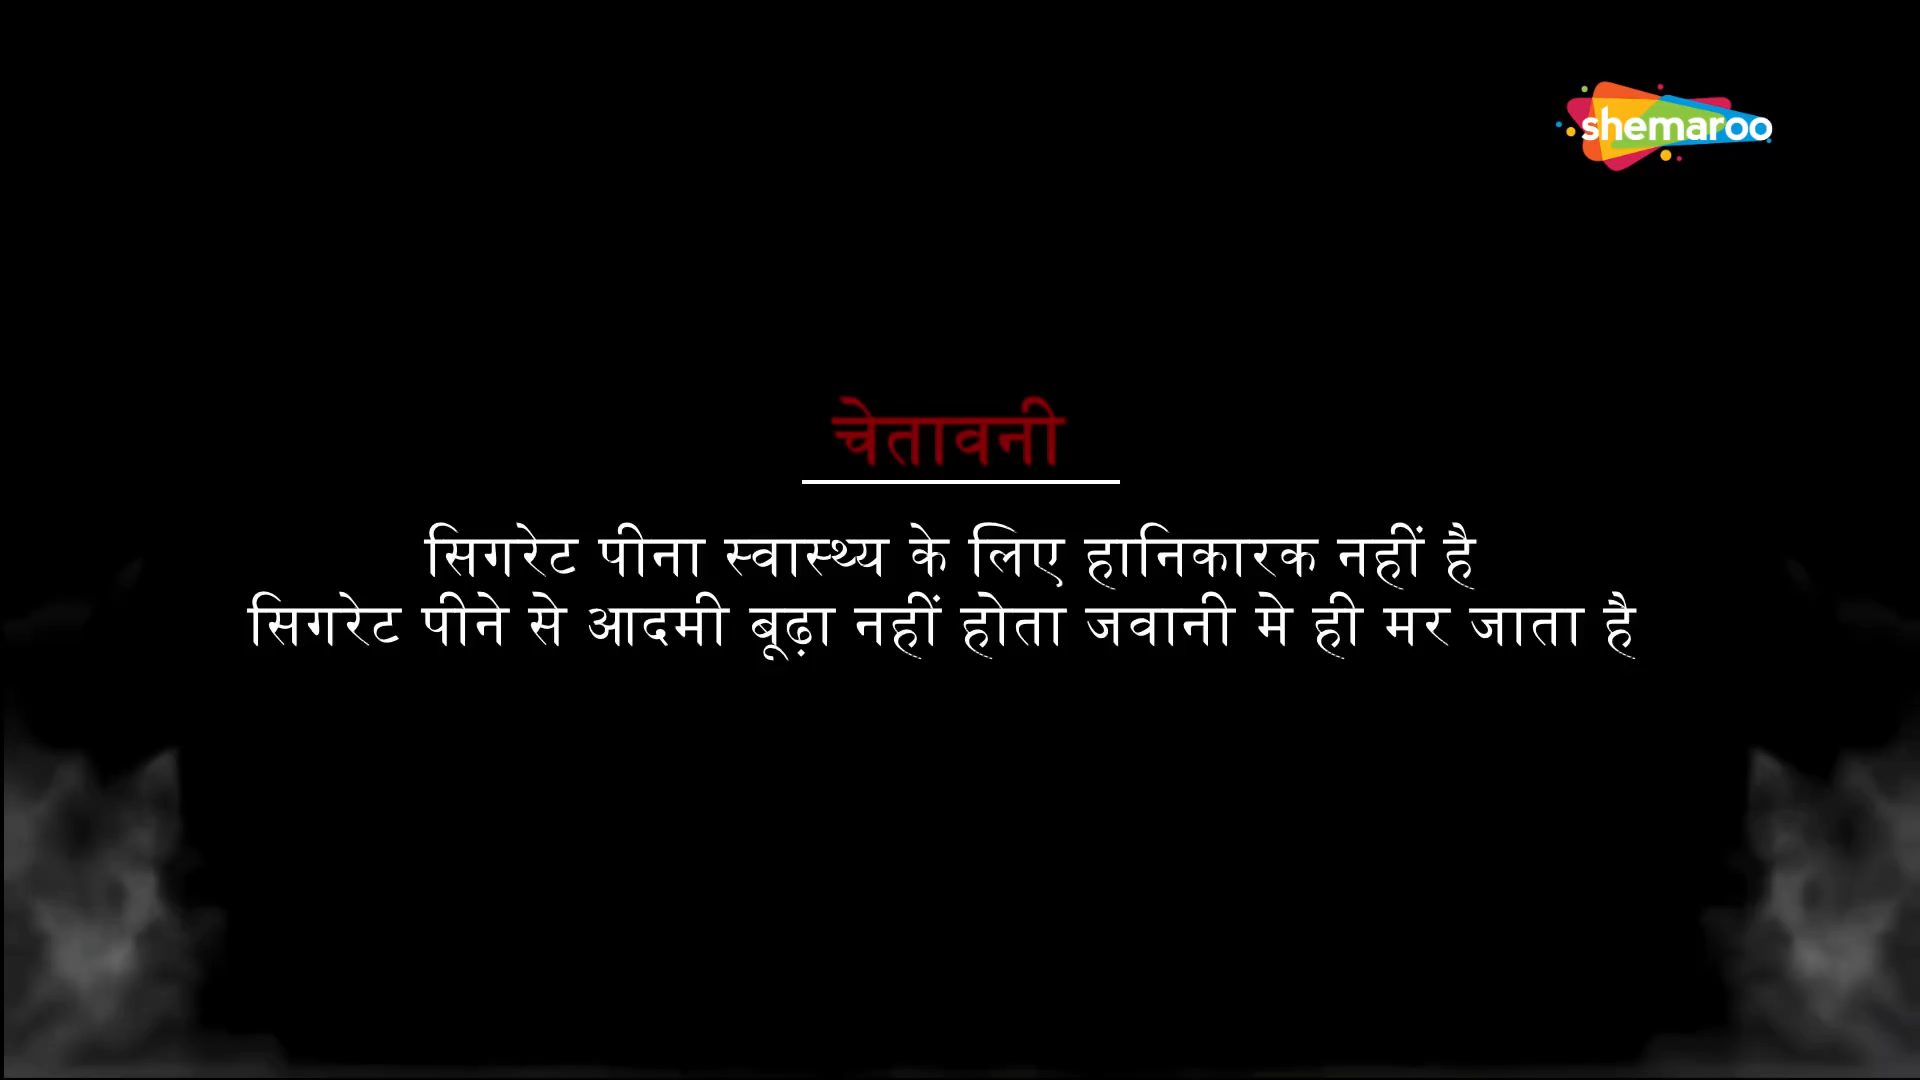 shemaroo
चेतावनी
सिगरेट पीना स्वास्थ्य के लिए हानिकारक नहीं है
सिगरेट पीने से आदमी बूढ़ा नहीं होता जवानी मे ही मर जाता है